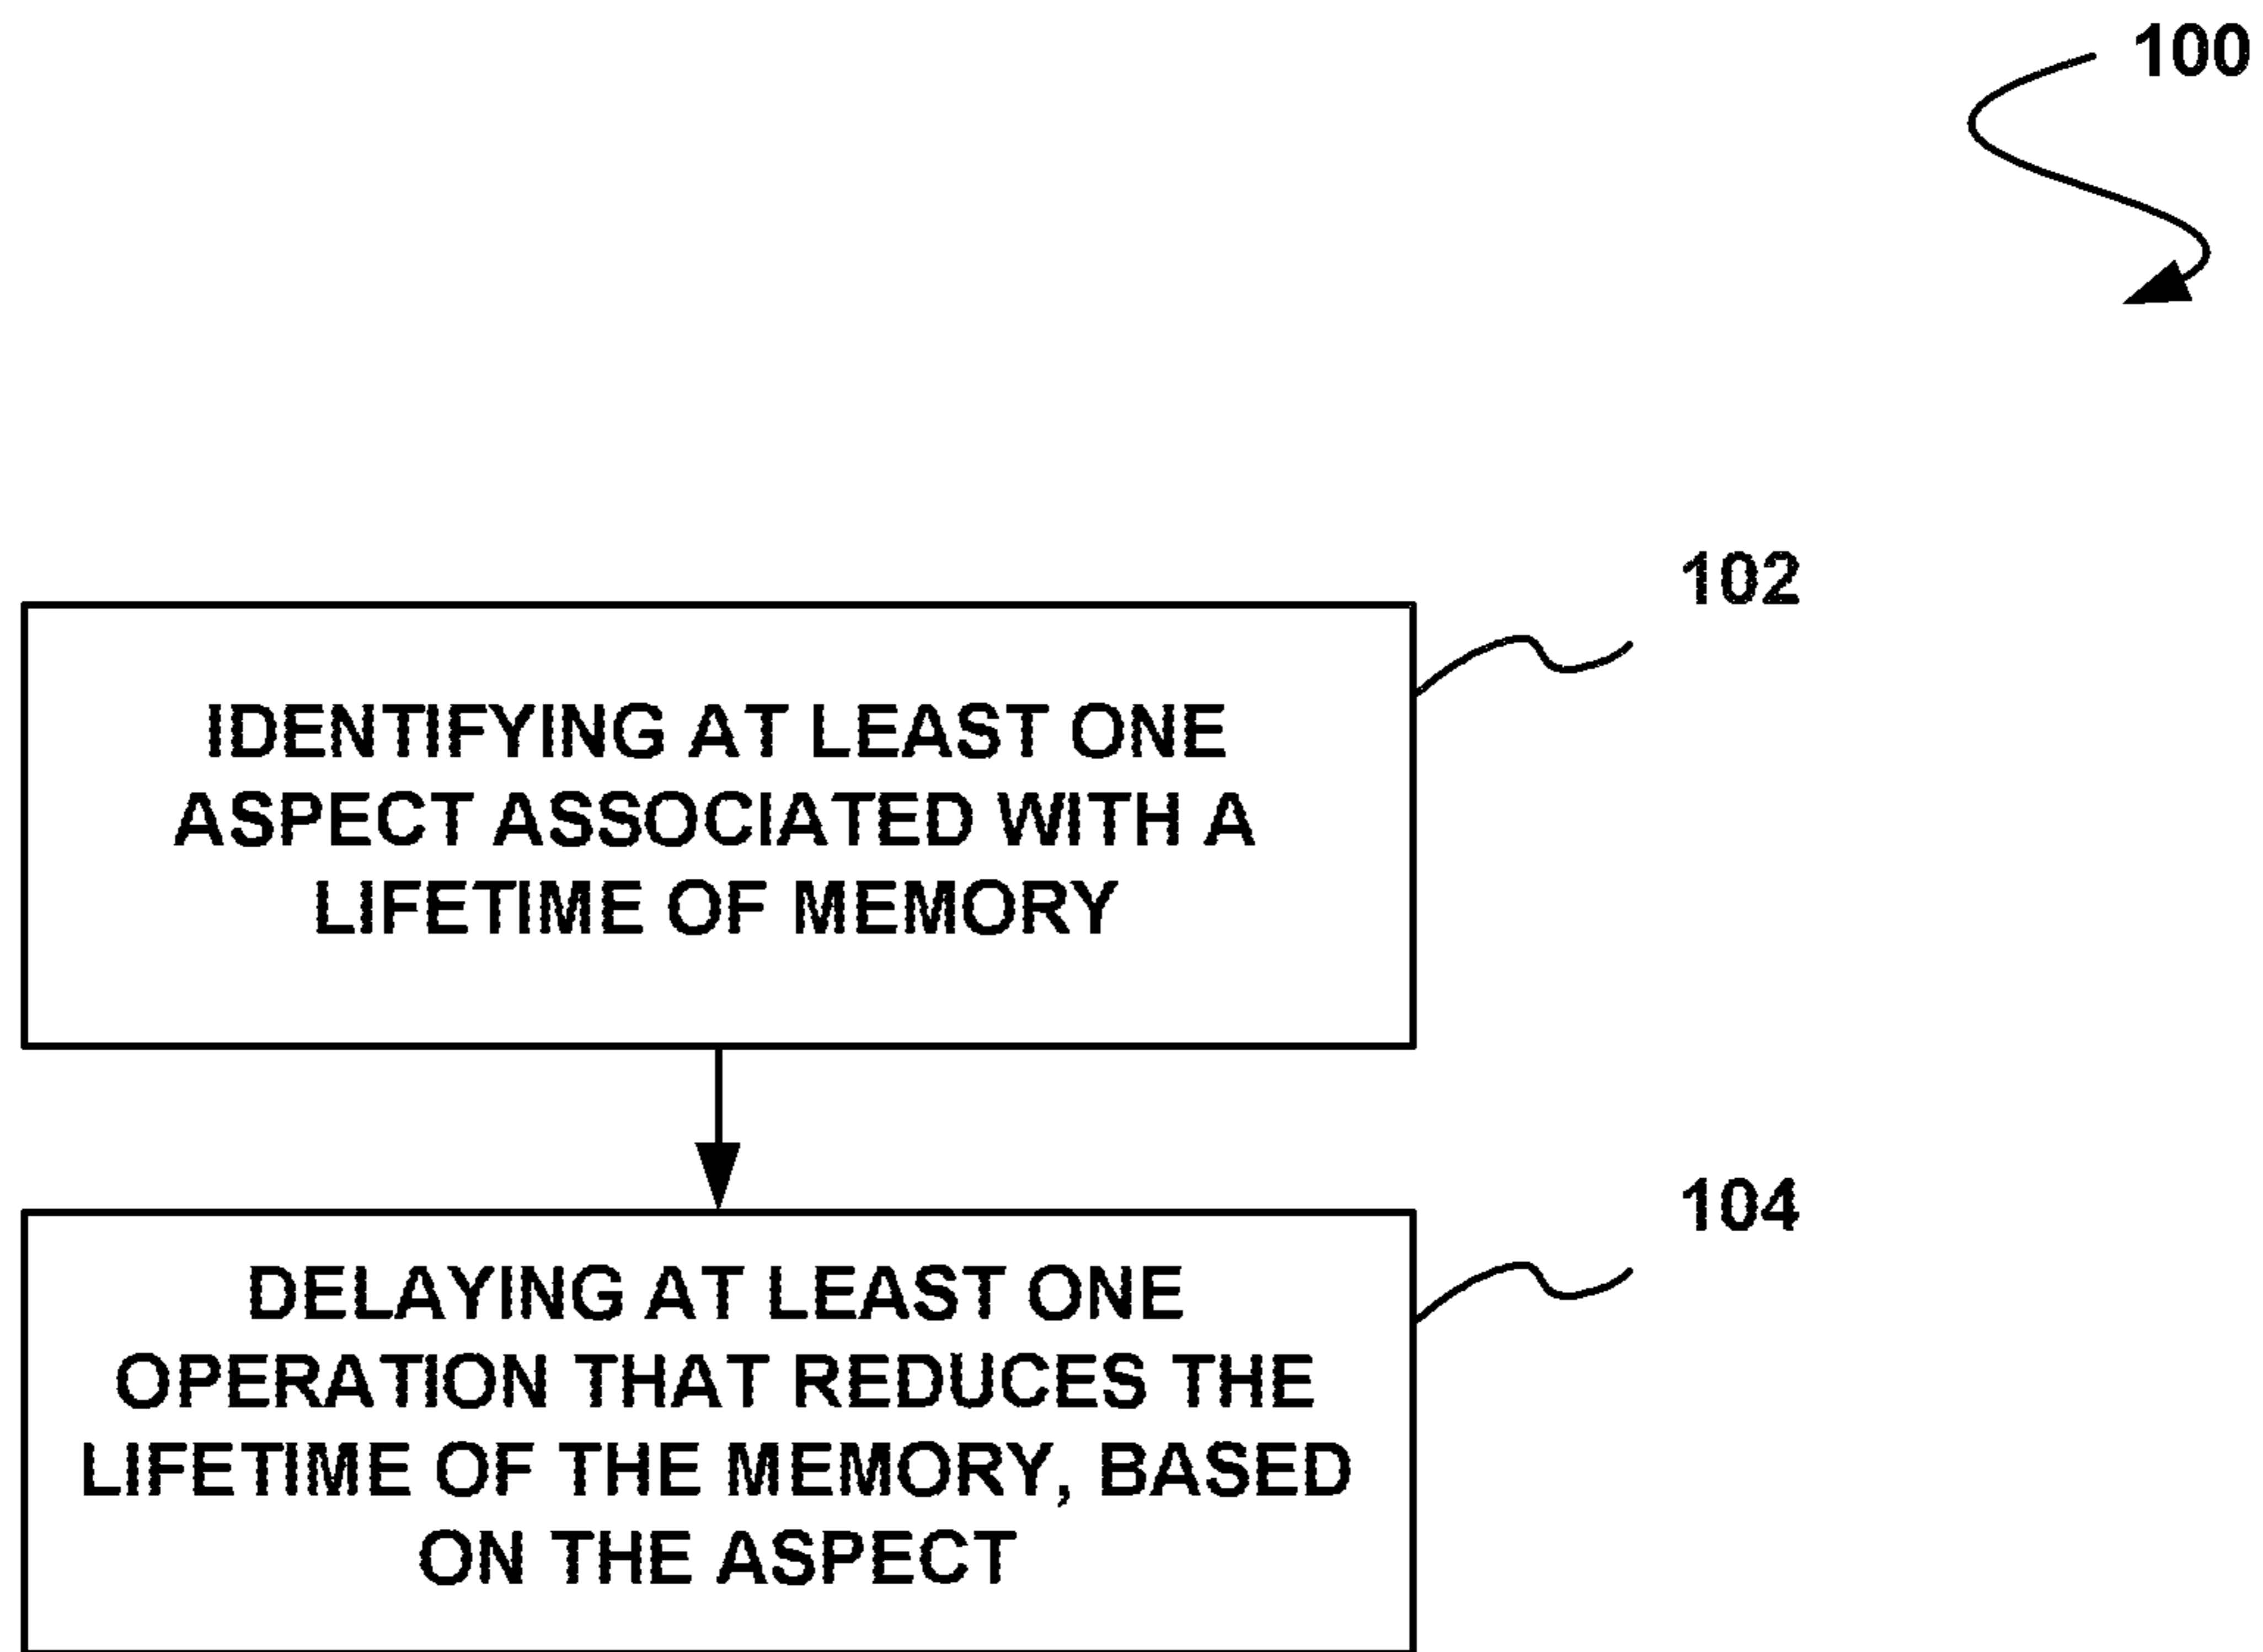 100
102
IDENTIFYING AT LEAST ONE
ASPECT ASSOCIATED WITH A
LIFETIME OF MEMORY
104
DELAYING AT LEAST ONE
OPERATION THAT REDUCES THE
LIFETIME OF THE MEMORY, BASED
ON THE ASPECT